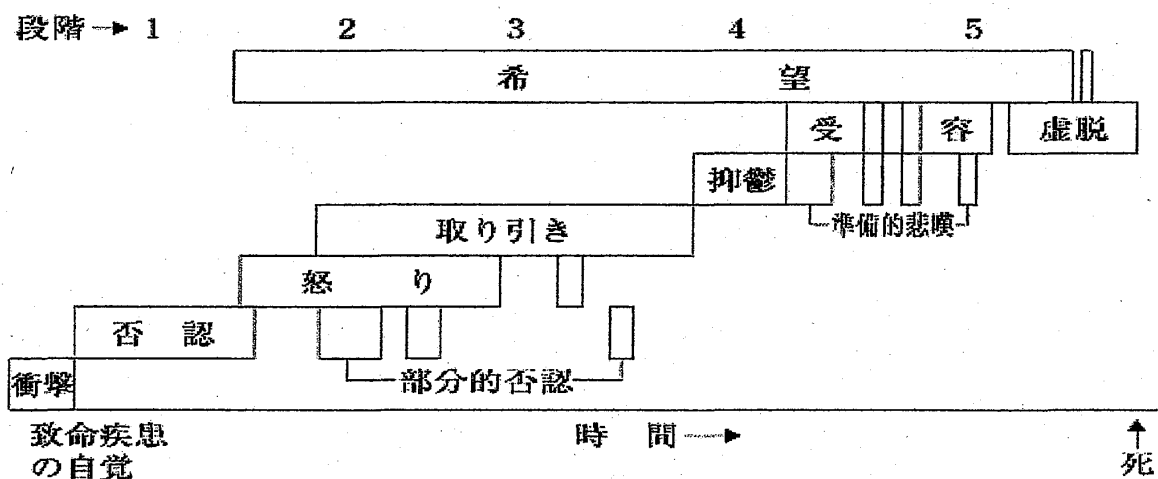 段階→ 1 2 3 4 5
希望
受容 虚脱
抑鬱
準備的悲嘆
取り引き
怒り
否認
部分的否認
衝撃
致命疾患の自覚
時間→
↑
死